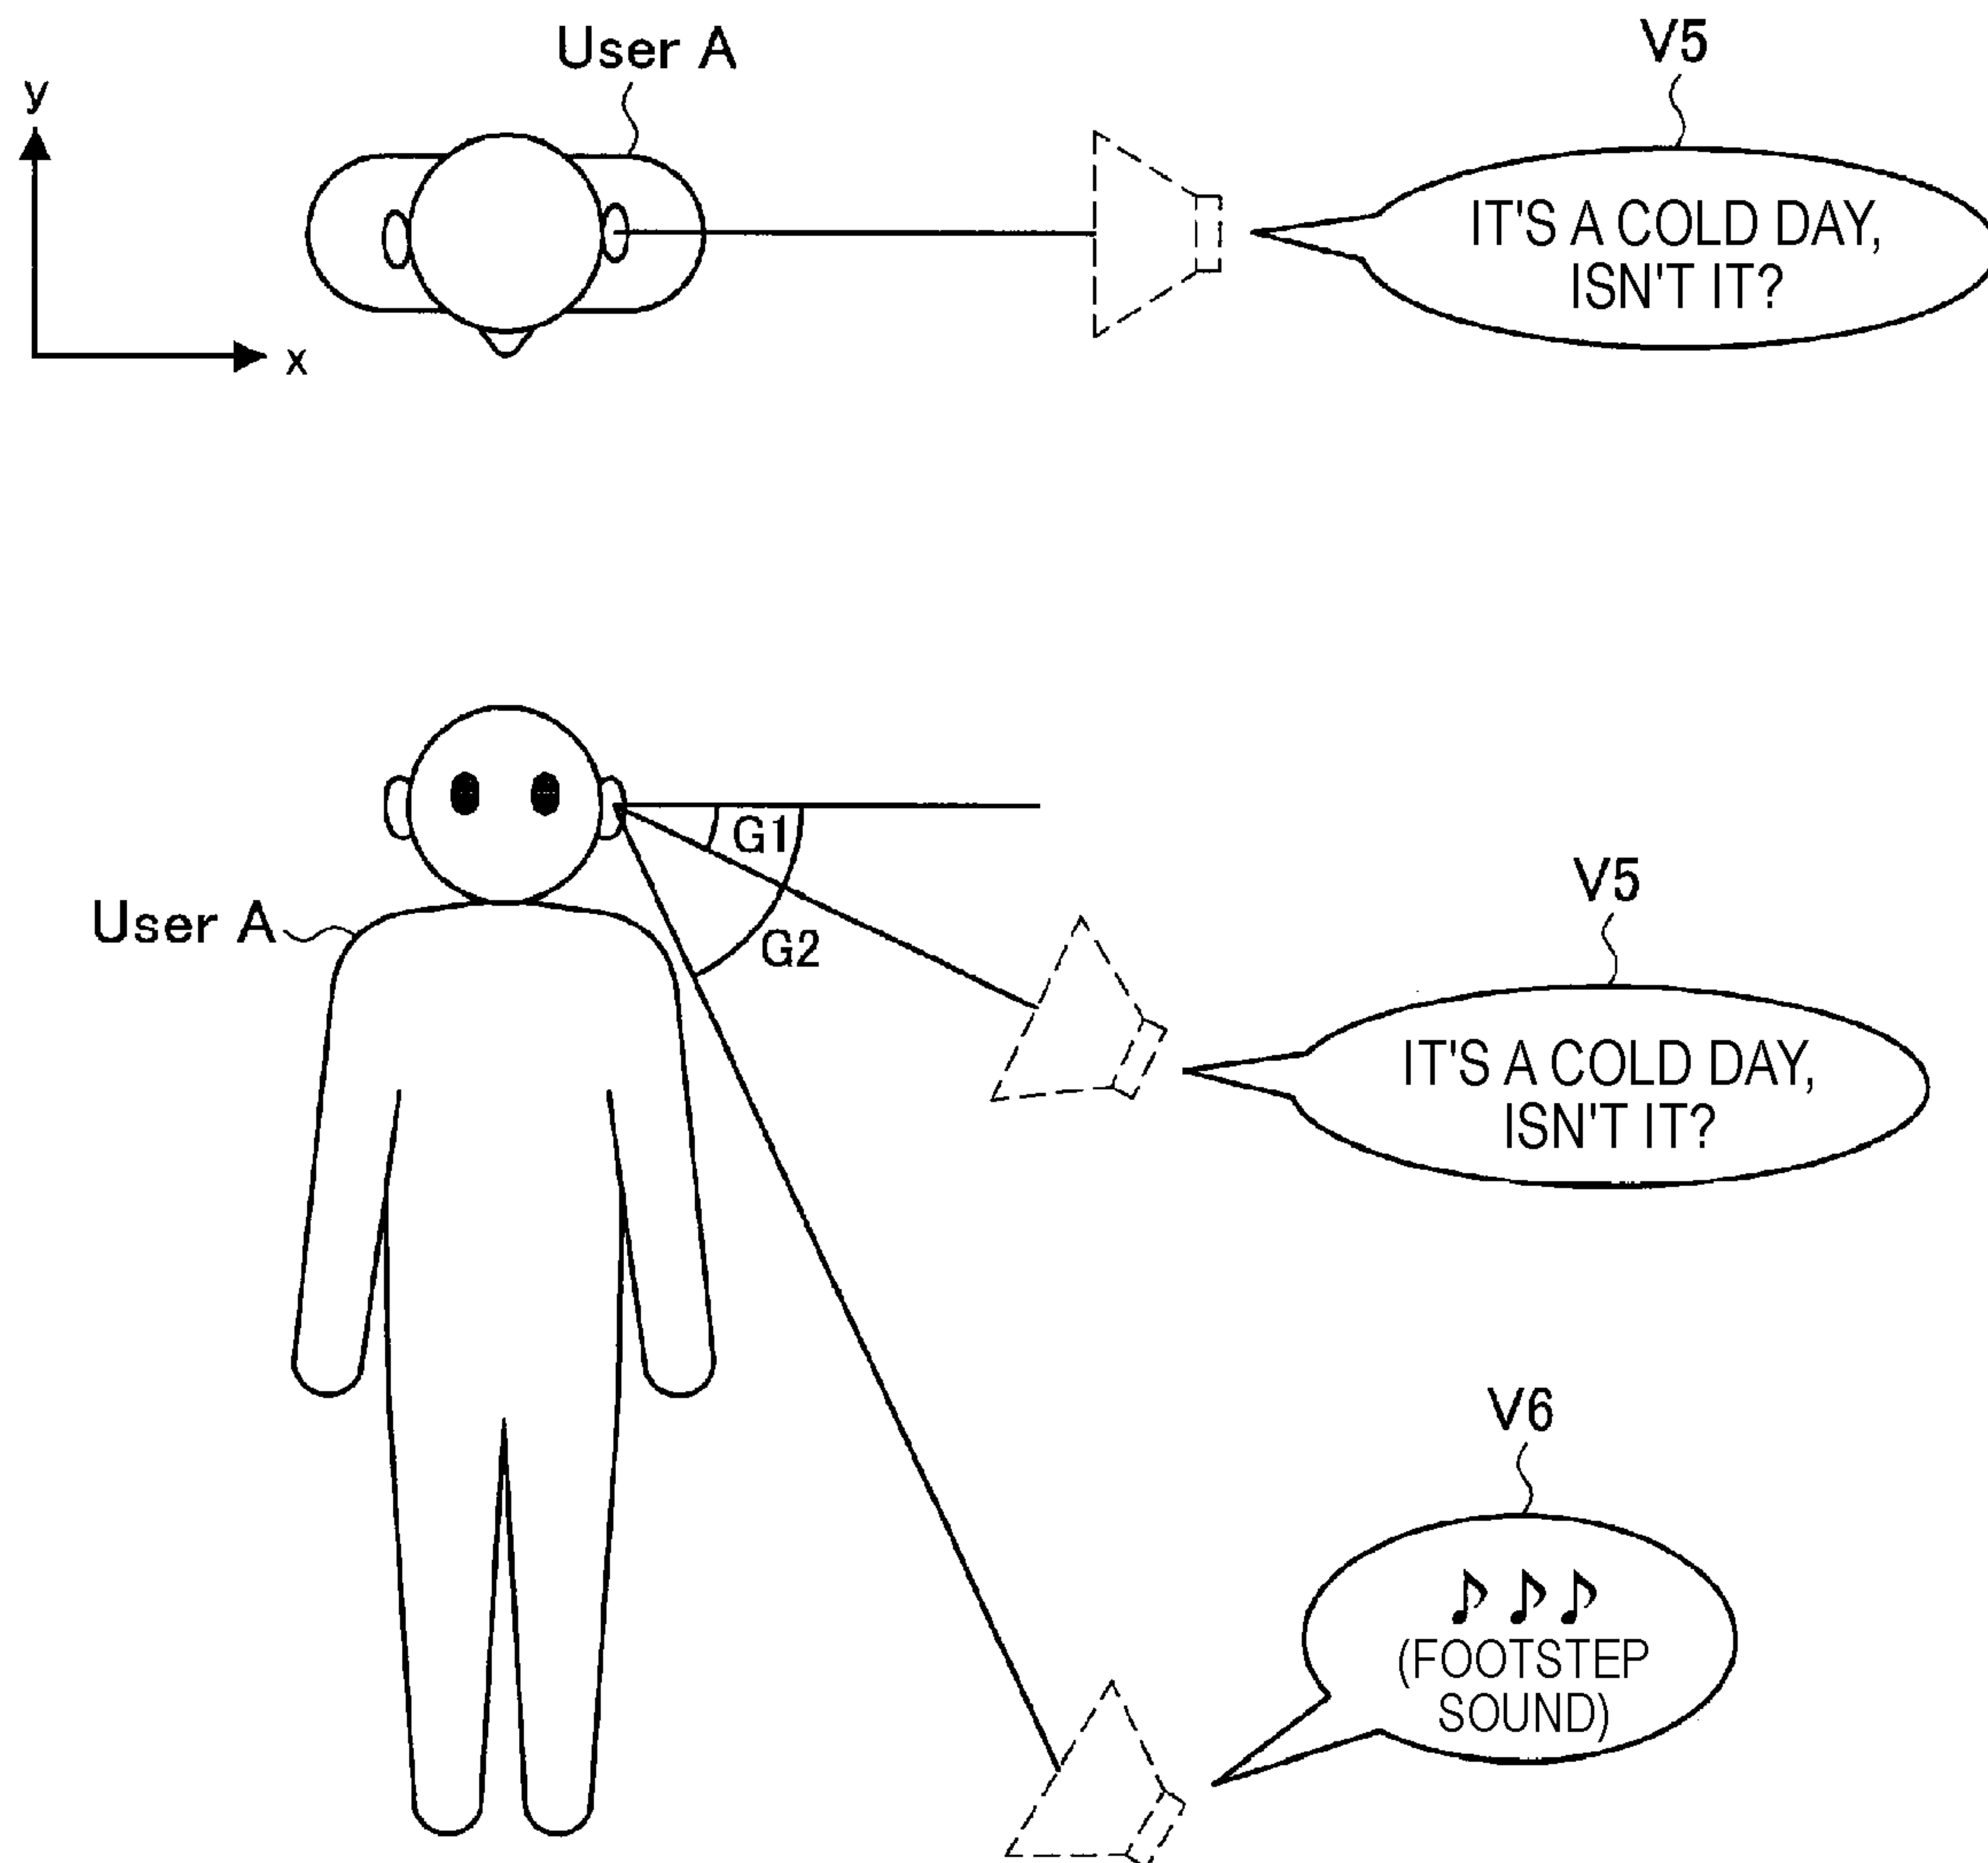 User A
V5
y
IT'S A COLD DAY,
ISN'T IT?
x
G1
V5
User A
G2
IT'S A COLD DAY,
ISN'T IT?
V6
(FOOTSTEP
SOUND)